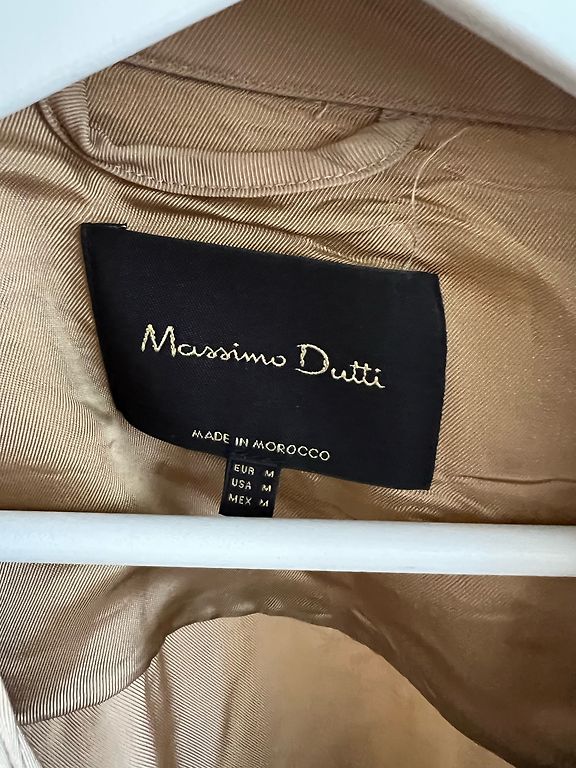 Massimo Dutti
MADE IN MOROCCO
EUR M
USA M
MEX M